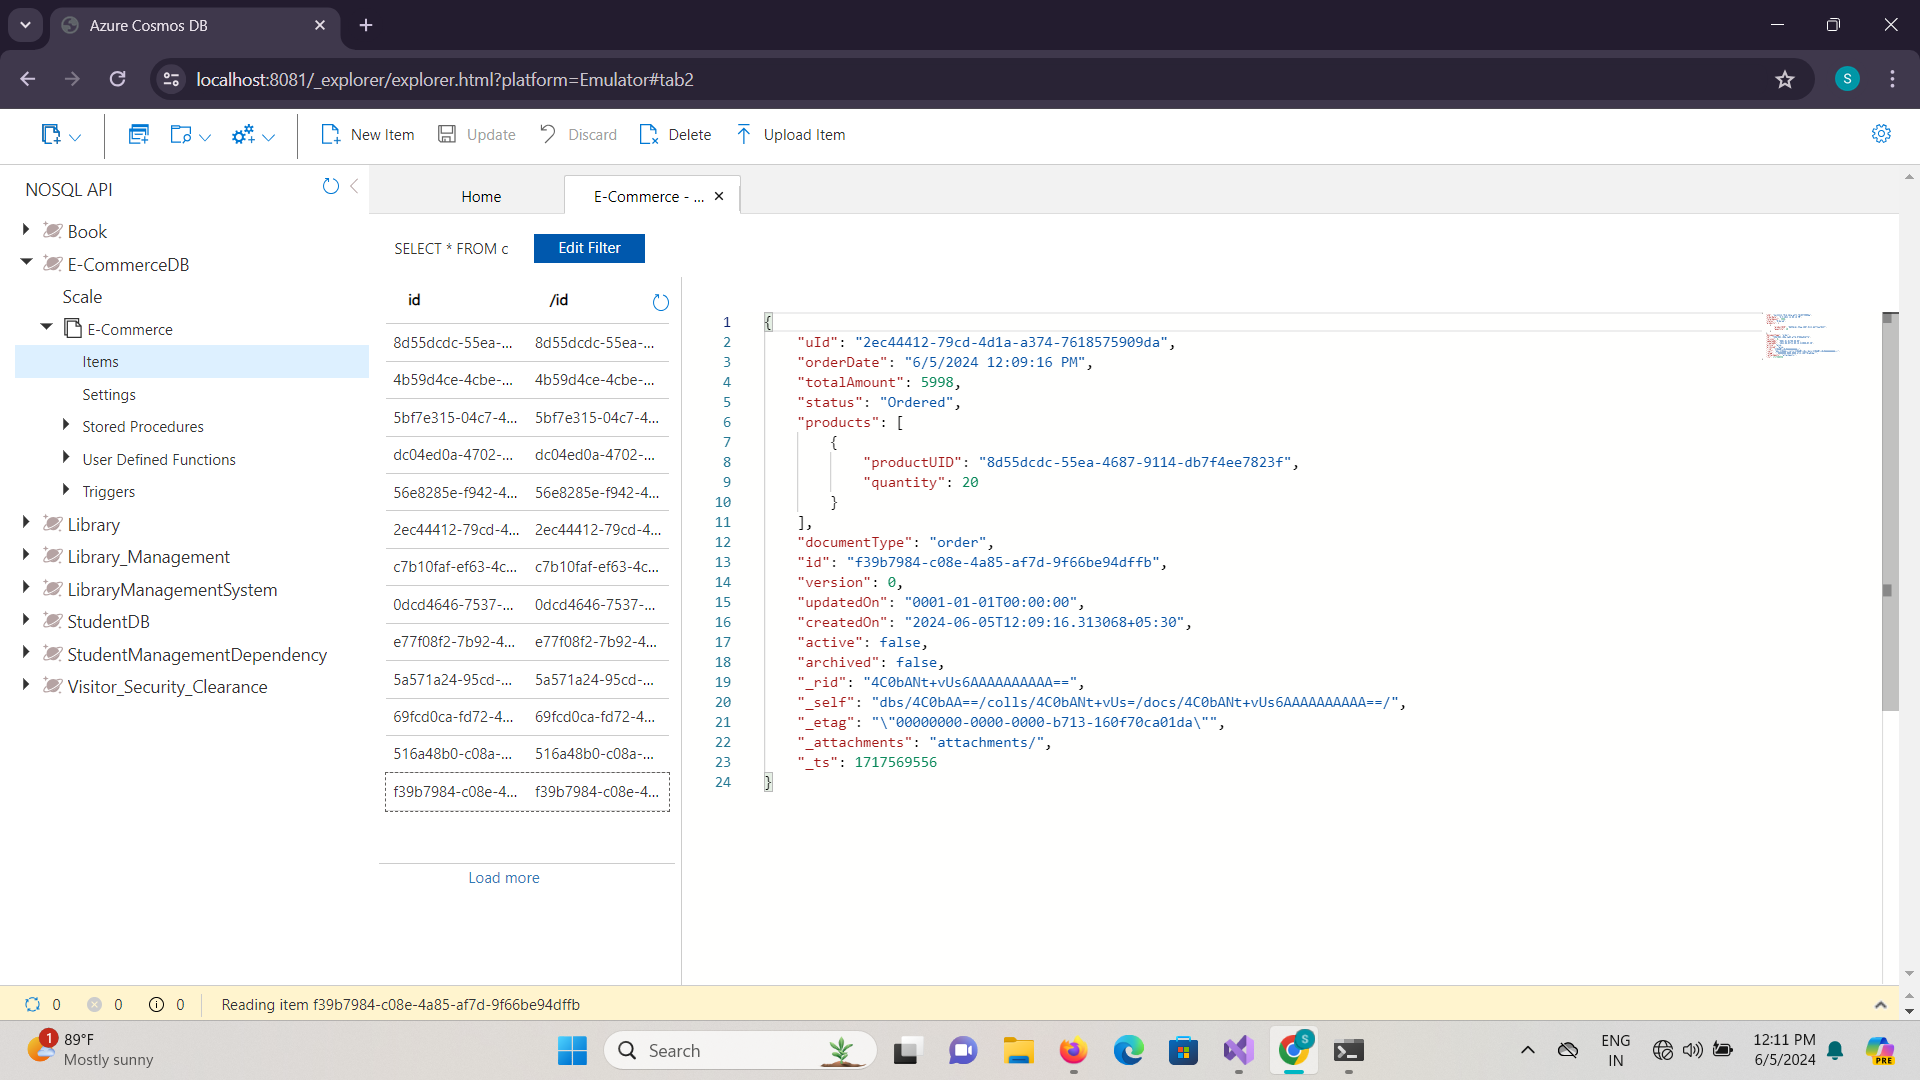 Azure Cosmos DB
localhost:8081/_explorer/explorer.html?platform=Emulator#tab2
S
New Item
Update
Discard
Delete
Upload Item
NOSQL API
Book
E-CommerceDB
Scale
E-Commerce
Items
Settings
Stored Procedures
User Defined Functions
Triggers
Library
Library_Management
LibraryManagementSystem
StudentDB
StudentManagementDependency
Visitor_Security_Clearance
Home
E-Commerce - ...
SELECT * FROM c
Edit Filter
id /id
8d55dcdc-55ea-... 8d55dcdc-55ea-...
4b59d4ce-4cbe-... 4b59d4ce-4cbe-...
5bf7e315-04c7-4... 5bf7e315-04c7-4...
dc04ed0a-4702-... dc04ed0a-4702-...
56e8285e-f942-4... 56e8285e-f942-4...
2ec44412-79cd-4... 2ec44412-79cd-4...
c7b10faf-ef63-4c... c7b10faf-ef63-4c...
0dcd4646-7537-... 0dcd4646-7537-...
e77f08f2-7b92-4... e77f08f2-7b92-4...
5a571a24-95cd-... 5a571a24-95cd-...
69fcd0ca-fd72-4... 69fcd0ca-fd72-4...
516a48b0-c08a-... 516a48b0-c08a-...
f39b7984-c08e-4... f39b7984-c08e-4...
Load more
1 {
2 "uId": "2ec44412-79cd-4d1a-a374-7618575909da",
3 "orderDate": "6/5/2024 12:09:16 PM",
4 "totalAmount": 5998,
5 "status": "Ordered",
6 "products": [
7 {
8 "productUID": "8d55dcdc-55ea-4687-9114-db7f4ee7823f",
9 "quantity": 20
10 }
11 ],
12 "documentType": "order",
13 "id": "f39b7984-c08e-4a85-af7d-9f66be94dffb",
14 "version": 0,
15 "updatedOn": "0001-01-01T00:00:00",
16 "createdOn": "2024-06-05T12:09:16.313068+05:30",
17 "active": false,
18 "archived": false,
19 "_rid": "4C0bANt+vUs6AAAAAAAAAA==",
20 "_self": "dbs/4C0bAA==/colls/4C0bANt+vUs=/docs/4C0bANt+vUs6AAAAAAAAAA==/",
21 "_etag": "\"00000000-0000-0000-b713-160f70ca01da\"",
22 "_attachments": "attachments/",
23 "_ts": 1717569556
24 }
0 0 0 Reading item f39b7984-c08e-4a85-af7d-9f66be94dffb
1
89°F
Mostly sunny
Search
S
ENG
IN
12:11 PM
6/5/2024
PRE